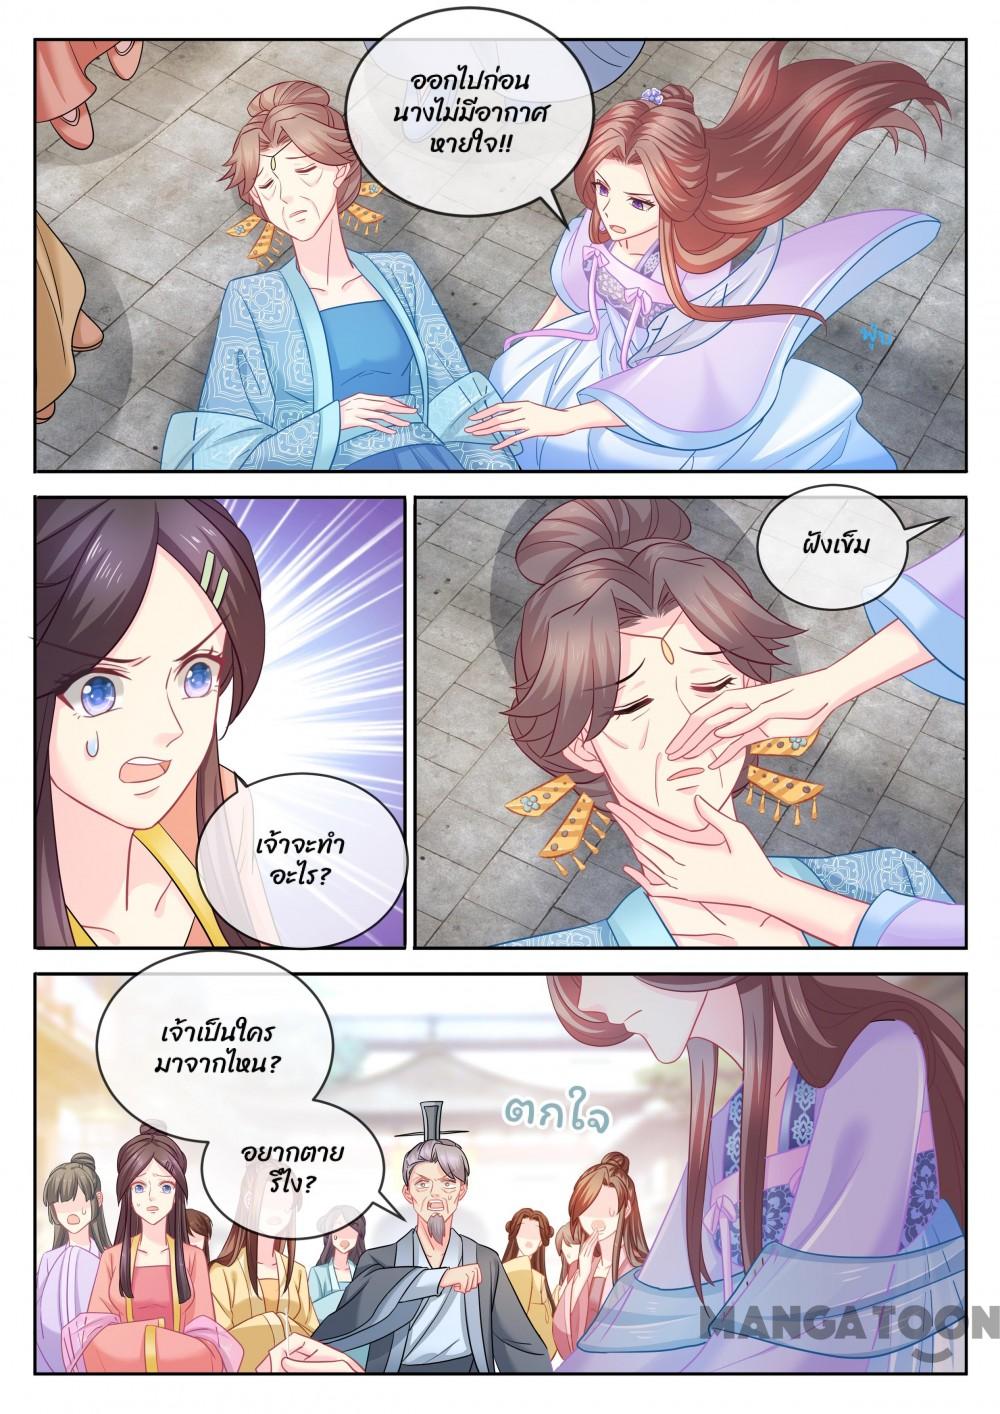 ออกไปก่อน
นางไม่มีอากาศ
หายใจ!!
พุ่บ
เจ้าจะทำ
อะไร?
ฝังเข็ม
เจ้าเป็นใคร
มาจากไหน?
อยากตาย
รึไง?
ตกใจ
MANGATOON